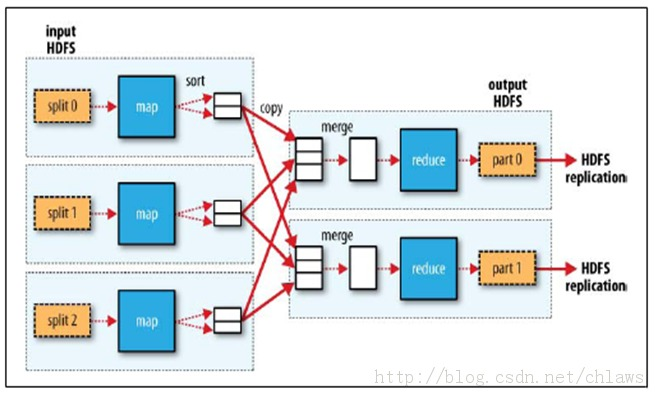 input
HDFS
split 0
map
sort
copy
split 1
map
split 2
map
output
HDFS
merge
reduce
part 0
HDFS
replication
merge
reduce
part 1
HDFS
replication
http://blog.csdn.net/chlaws